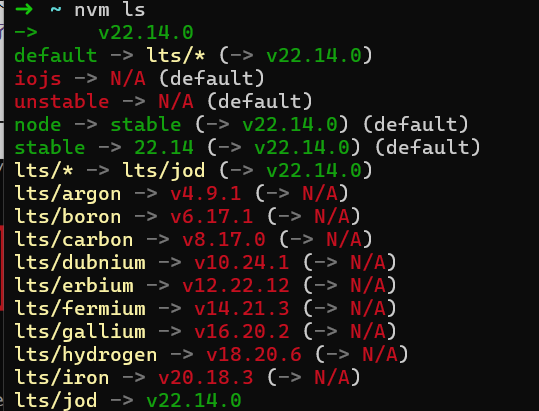 ➜  ~ nvm ls
->     v22.14.0
default -> lts/* (-> v22.14.0)
iojs -> N/A (default)
unstable -> N/A (default)
node -> stable (-> v22.14.0) (default)
stable -> 22.14 (-> v22.14.0) (default)
lts/* -> lts/jod (-> v22.14.0)
lts/argon -> v4.9.1 (-> N/A)
lts/boron -> v6.17.1 (-> N/A)
lts/carbon -> v8.17.0 (-> N/A)
lts/dubnium -> v10.24.1 (-> N/A)
lts/erbium -> v12.22.12 (-> N/A)
lts/fermium -> v14.21.3 (-> N/A)
lts/gallium -> v16.20.2 (-> N/A)
lts/hydrogen -> v18.20.6 (-> N/A)
lts/iron -> v20.18.3 (-> N/A)
lts/jod -> v22.14.0